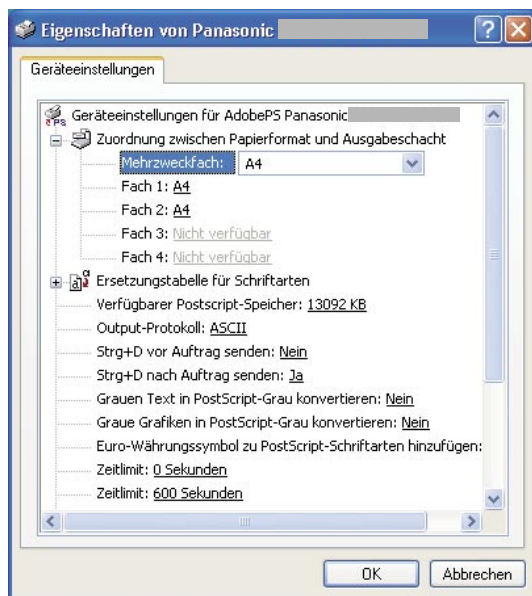 Eigenschaften von Panasonic
Geräteeinstellungen
Geräteeinstellungen für AdobePS Panasonic
Zuordnung zwischen Papierformat und Ausgabeschacht
Mehrzweckfach: A4
Fach 1: A4
Fach 2: A4
Fach 3: Nicht verfügbar
Fach 4: Nicht verfügbar
Ersetzungstabelle für Schriftarten
Verfügbarer Postscript-Speicher: 13092 KB
Output-Protokoll: ASCII
Strg+D vor Auftrag senden: Nein
Strg+D nach Auftrag senden: Ja
Grauen Text in PostScript-Grau konvertieren: Nein
Graue Grafiken in PostScript-Grau konvertieren: Nein
Euro-Währungssymbol zu PostScript-Schriftarten hinzufügen:
Zeitlimit: 0 Sekunden
Zeitlimit: 600 Sekunden
OK Abbrechen